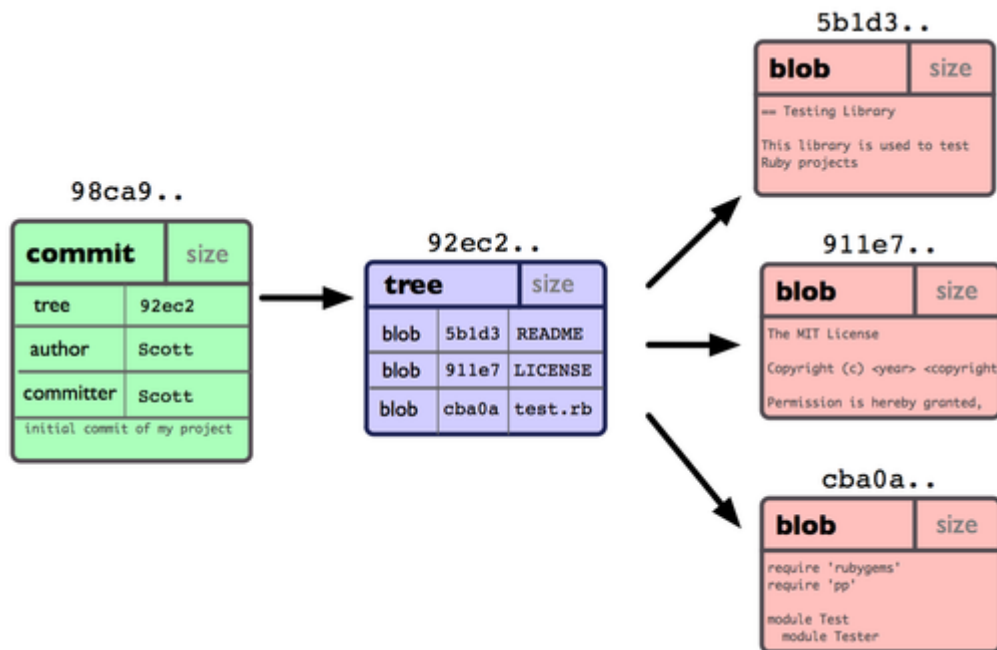 98ca9..
commit size
tree 92ec2
author Scott
committer Scott
initial commit of my project
92ec2..
tree size
blob 5b1d3 README
blob 911e7 LICENSE
blob cba0a test.rb
5b1d3..
blob size
== Testing Library
This library is used to test
Ruby projects
911e7..
blob size
The MIT License
Copyright (c) <year> <copyright
Permission is hereby granted,
cba0a..
blob size
require 'rubygems'
require 'pp'
module Test
module Tester